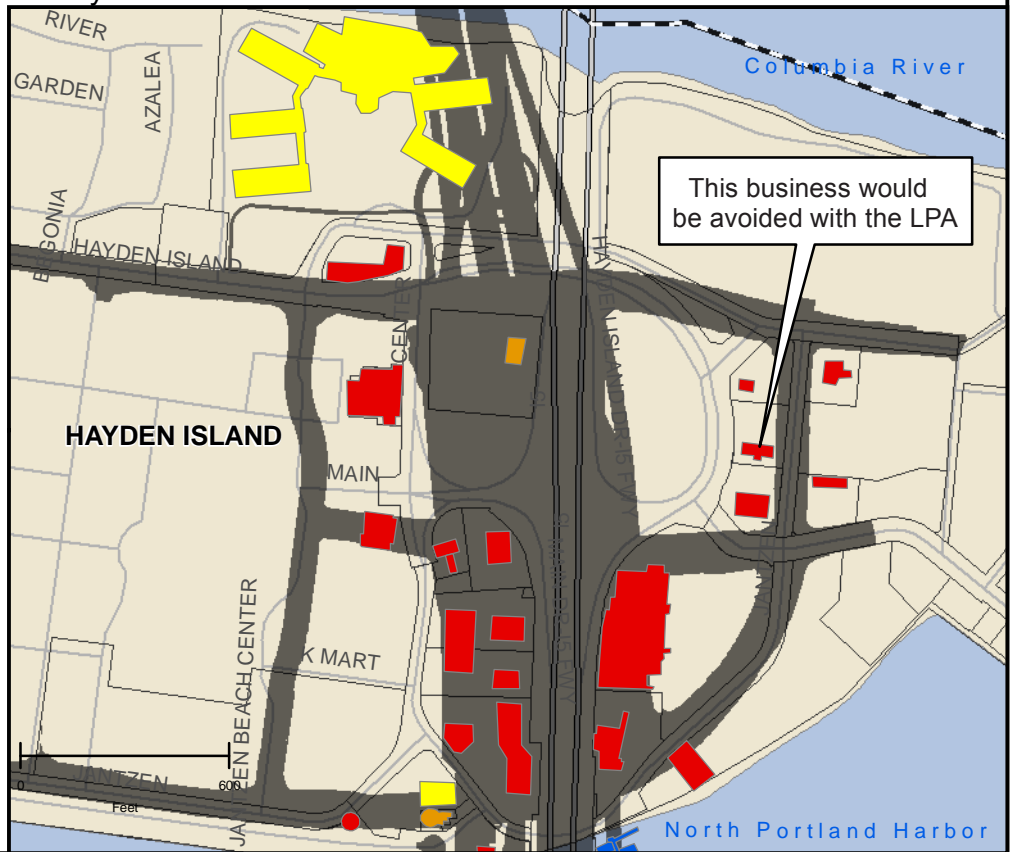 RIVER
GARDEN
AZALEA
BEGONIA
Columbia River
This business would
be avoided with the LPA
HAYDEN ISLAND
CENTER
HAYDEN ISLAND
MAIN
K MART
JANTZEN
0
600
Feet
North Portland Harbor